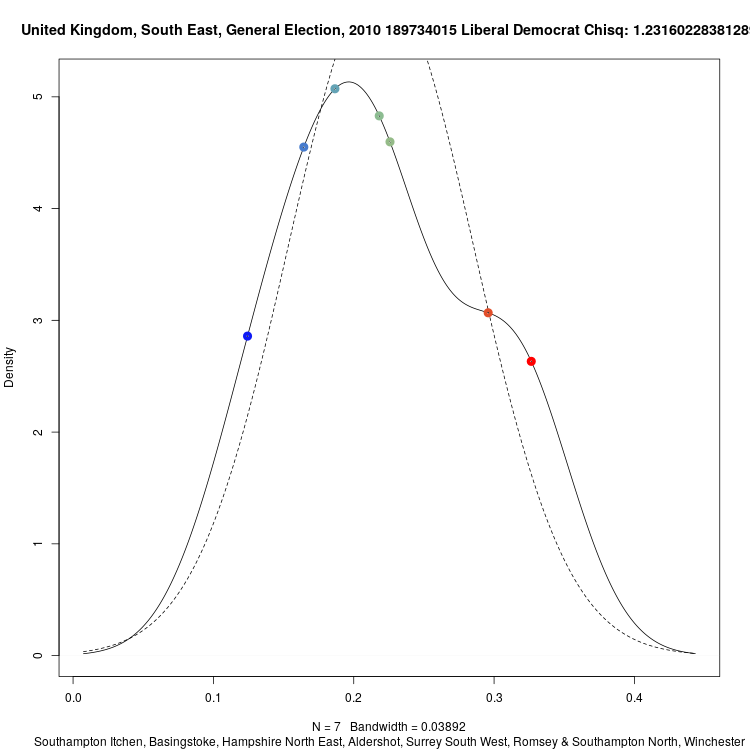 United Kingdom, South East, General Election, 2010 189734015 Liberal Democrat Chisq: 1.231602283812
Density
5
4
3
2
1
0
0.0 0.1 0.2 0.3 0.4
N = 7 Bandwidth = 0.03892
Southampton Itchen, Basingstoke, Hampshire North East, Aldershot, Surrey South West, Romsey & Southampton North, Winchester